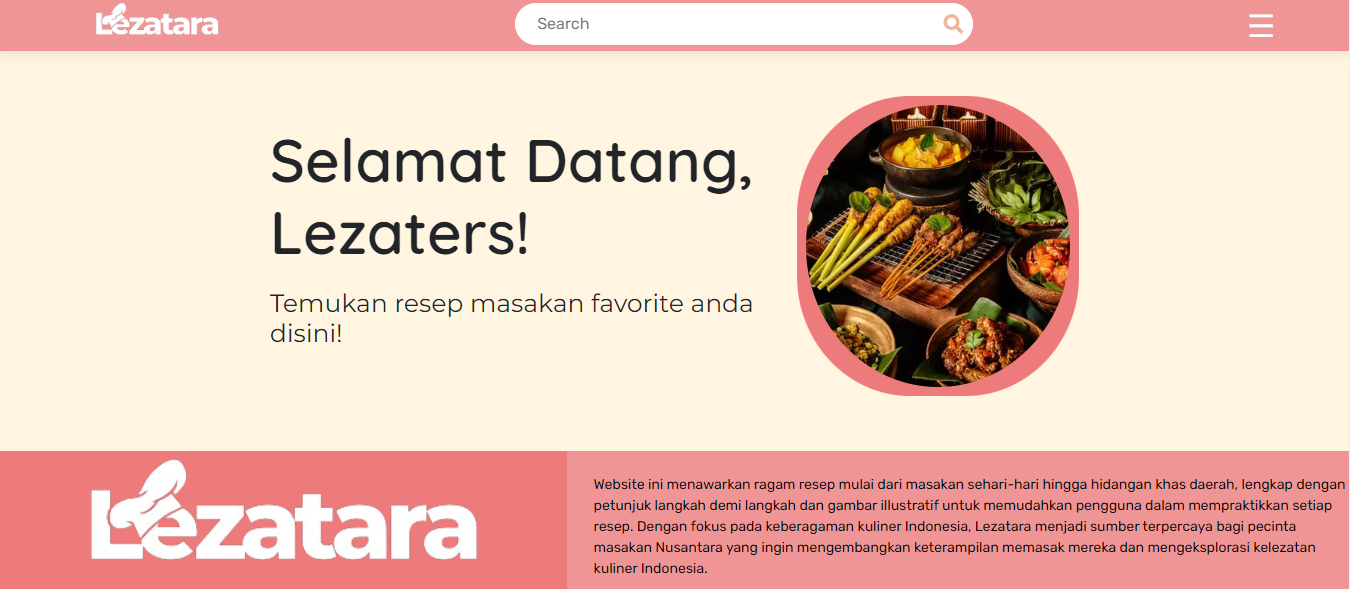 Lezatara
Search
Selamat Datang,
Lezaters!
Temukan resep masakan favorite anda
disini!
Lezatara
Website ini menawarkan ragam resep mulai dari masakan sehari-hari hingga hidangan khas daerah, lengkap dengan
petunjuk langkah demi langkah dan gambar illustratif untuk memudahkan pengguna dalam mempraktikkan setiap
resep. Dengan fokus pada keberagaman kuliner Indonesia, Lezatara menjadi sumber terpercaya bagi pecinta
masakan Nusantara yang ingin mengembangkan keterampilan memasak mereka dan mengeksplorasi kelezatan
kuliner Indonesia.